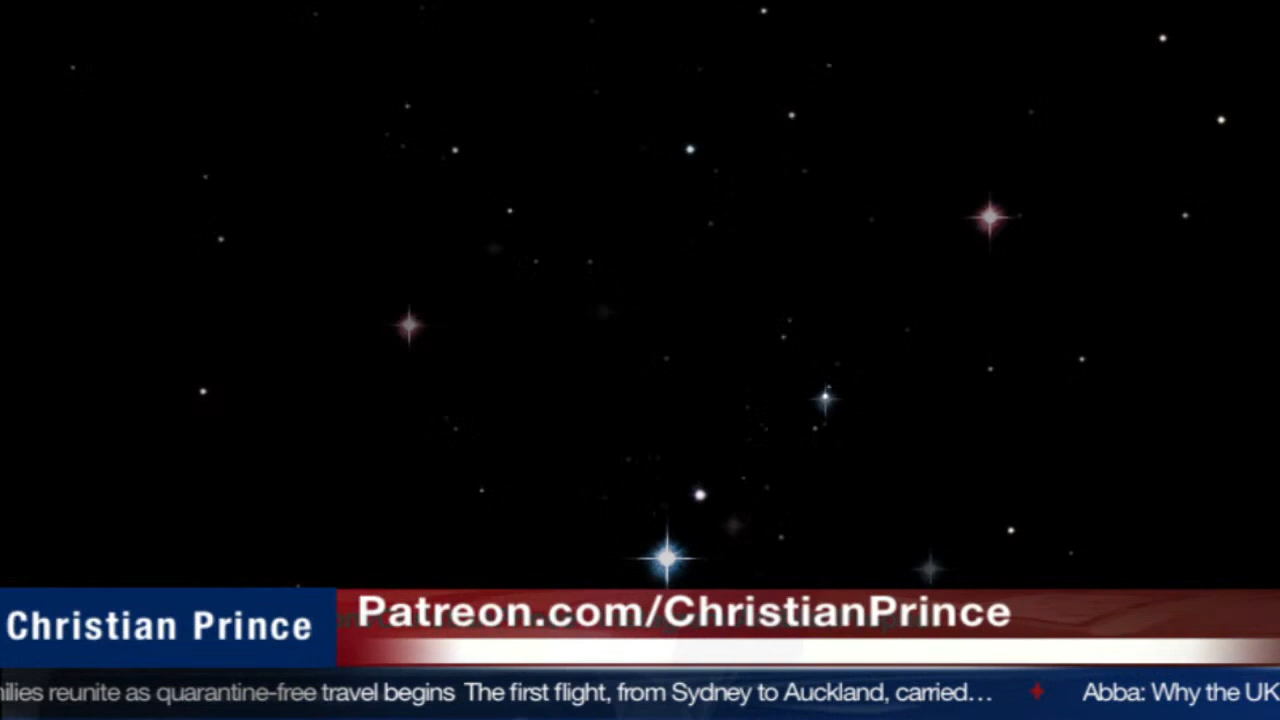 Christian Prince
Patreon.com/ChristianPrince
reunite as quarantine-free travel begins The first flight, from Sydney to Auckland, carried… Abba: Why the UK